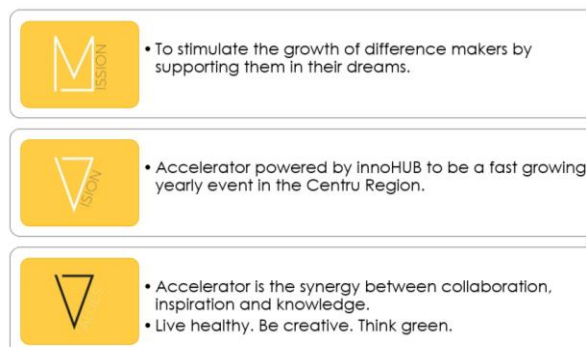 MISSION
• To stimulate the growth of difference makers by
supporting them in their dreams.
VISION
• Accelerator powered by innoHUB to be a fast growing
yearly event in the Centru Region.
• Accelerator is the synergy between collaboration,
inspiration and knowledge.
• Live healthy. Be creative. Think green.